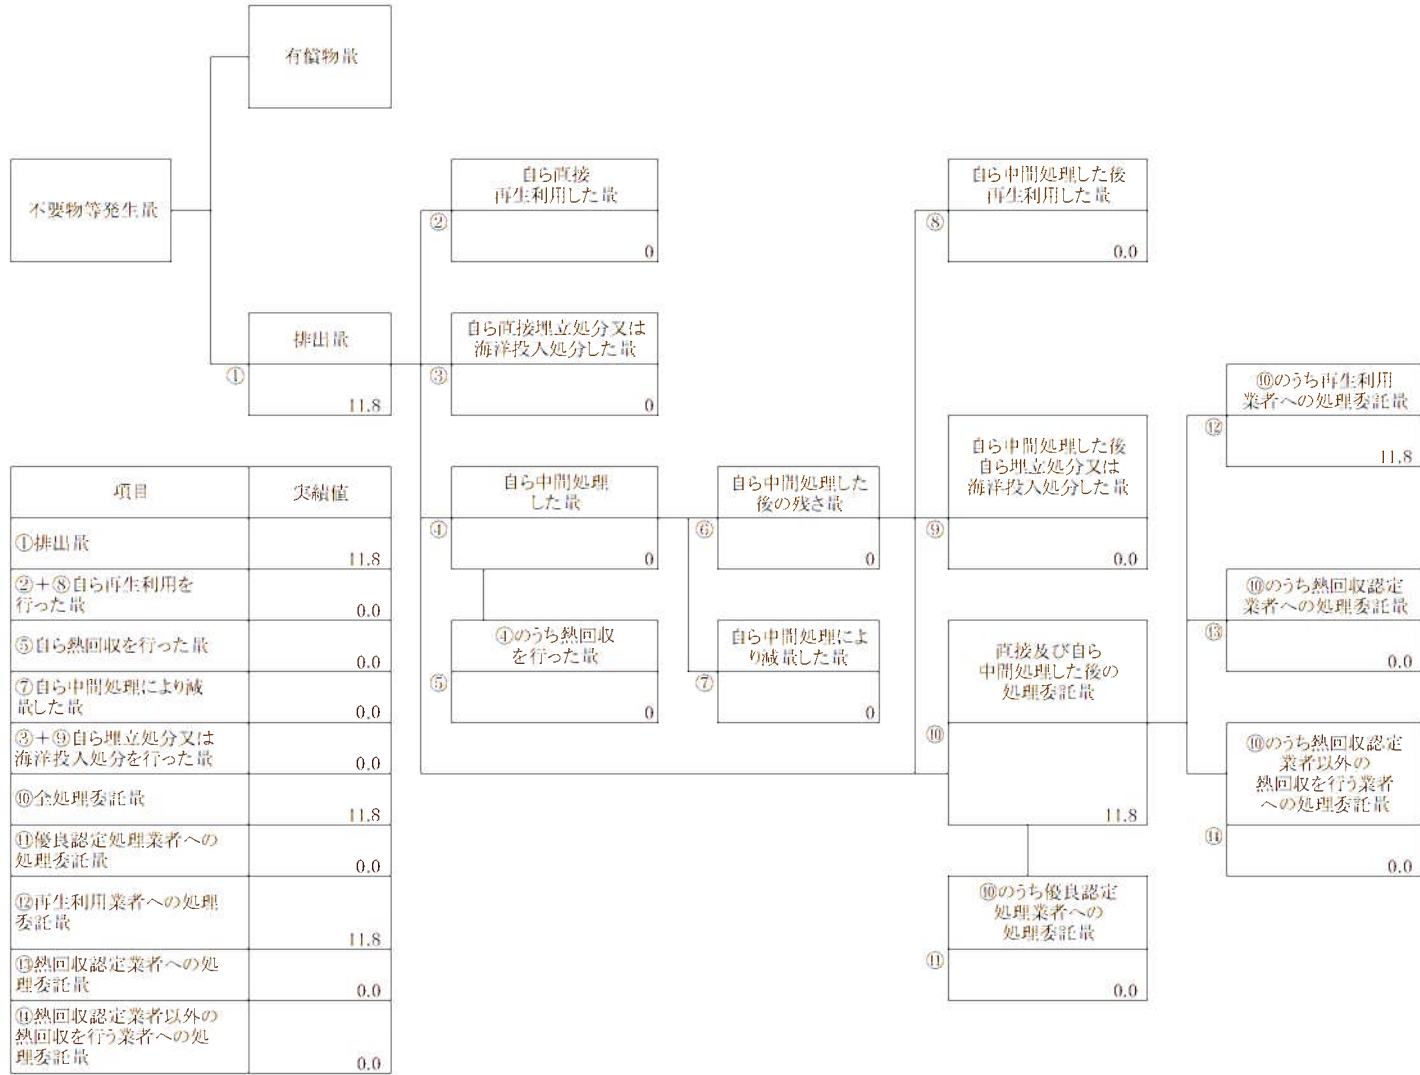 有償物量
不要物等発生量
排出量
①
11.8
自ら直接
再生利用した量
②
0
自ら直接埋立処分又は
海洋投入処分した量
③
0
自ら中間処理
した量
④
0
④のうち熱回収
を行った量
⑤
0
自ら中間処理した
後の残さ量
⑥
0
自ら中間処理によ
り減量した量
⑦
0
自ら中間処理した後
再生利用した量
⑧
0.0
自ら中間処理した後
自ら埋立処分又は
海洋投入処分した量
⑨
0.0
直接及び自ら
中間処理した後の
処理委託量
⑩
11.8
⑩のうち優良認定
処理業者への
処理委託量
⑪
0.0
⑩のうち再生利用
業者への処理委託量
⑫
11.8
⑩のうち熱回収認定
業者への処理委託量
⑬
0.0
⑩のうち熱回収認定
業者以外の
熱回収を行う業者
への処理委託量
⑭
0.0
項目 実績値
①排出量
11.8
②+⑧自ら再生利用を
行った量
0.0
⑤自ら熱回収を行った量
0.0
⑦自ら中間処理により減
量した量
0.0
③+⑨自ら埋立処分又は
海洋投入処分を行った量
0.0
⑩全処理委託量
11.8
⑪優良認定処理業者への
処理委託量
0.0
⑫再生利用業者への処理
委託量
11.8
⑬熱回収認定業者への処
理委託量
0.0
⑭熱回収認定業者以外の
熱回収を行う業者への処
理委託量
0.0